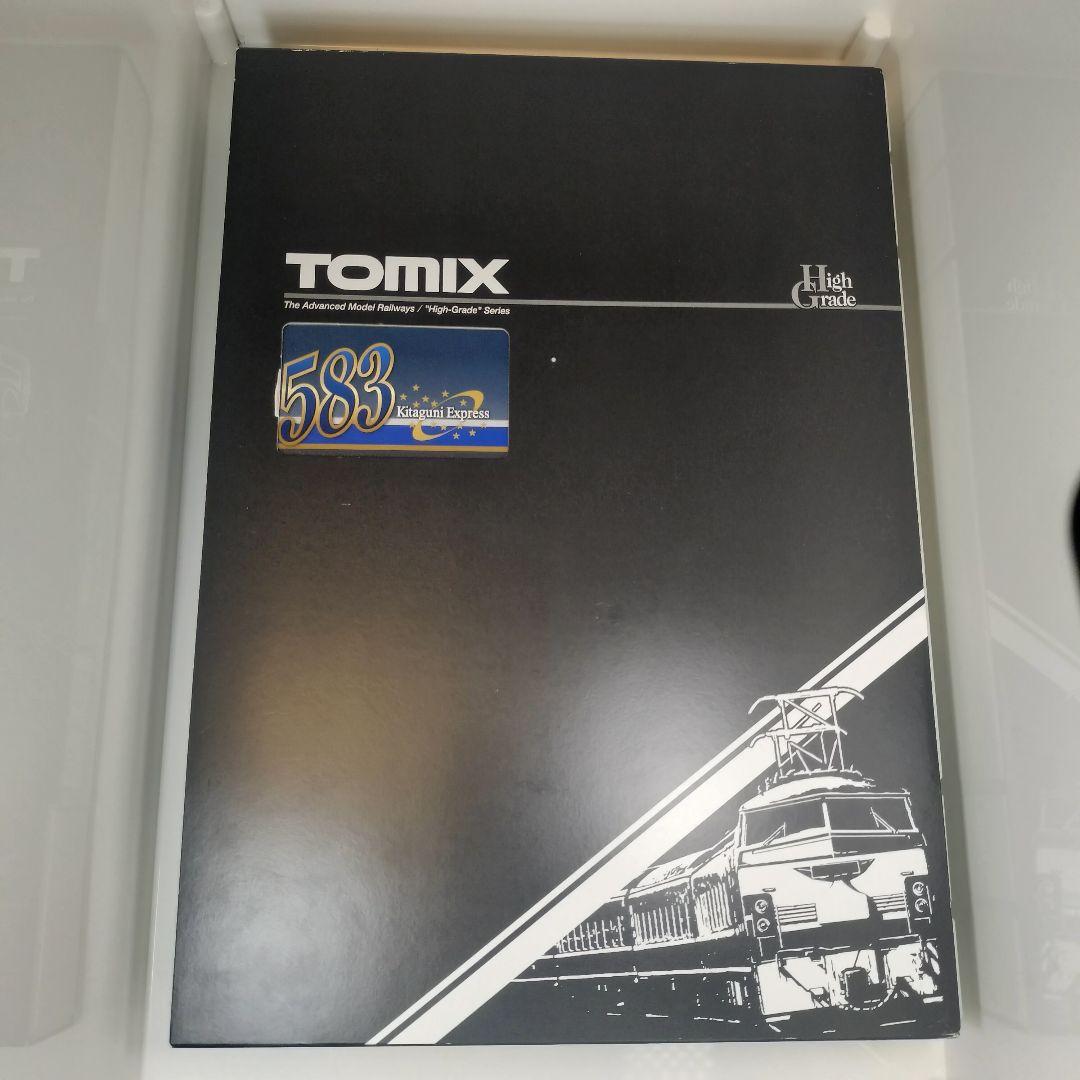 TOMIX
High
Grade
The Advanced Model Railways / "High-Grade" Series
583
Kitaguni Express